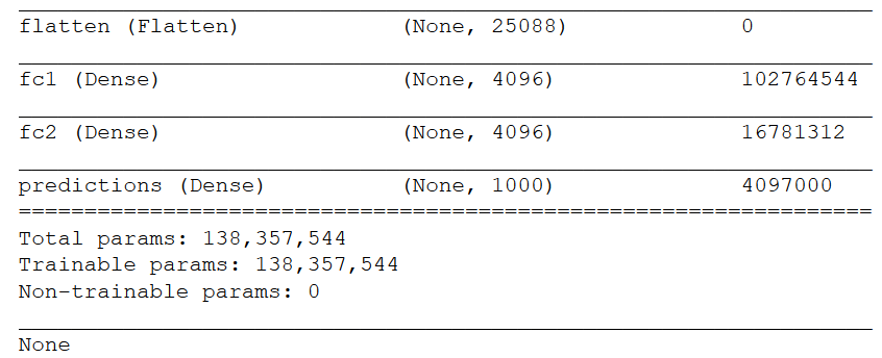 flatten (Flatten) (None, 25088) 0
fc1 (Dense) (None, 4096) 102764544
fc2 (Dense) (None, 4096) 16781312
predictions (Dense) (None, 1000) 4097000
=================================================================
Total params: 138,357,544
Trainable params: 138,357,544
Non-trainable params: 0
None